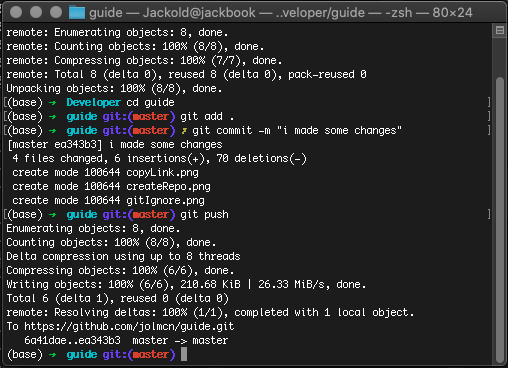 guide — Jackold@jackbook — ..veloper/guide — -zsh — 80×24
remote: Enumerating objects: 8, done.
remote: Counting objects: 100% (8/8), done.
remote: Compressing objects: 100% (7/7), done.
remote: Total 8 (delta 0), reused 8 (delta 0), pack-reused 0
Unpacking objects: 100% (8/8), done.
[(base) ➜  Developer cd guide ]
[(base) ➜  guide git:(master) git add . ]
[(base) ➜  guide git:(master) ✗ git commit -m "i made some changes" ]
[master ea343b3] i made some changes
 4 files changed, 6 insertions(+), 70 deletions(-)
 create mode 100644 copyLink.png
 create mode 100644 createRepo.png
 create mode 100644 gitIgnore.png
[(base) ➜  guide git:(master) git push ]
Enumerating objects: 8, done.
Counting objects: 100% (8/8), done.
Delta compression using up to 8 threads
Compressing objects: 100% (6/6), done.
Writing objects: 100% (6/6), 210.68 KiB | 26.33 MiB/s, done.
Total 6 (delta 1), reused 0 (delta 0)
remote: Resolving deltas: 100% (1/1), completed with 1 local object.
To https://github.com/jolmcn/guide.git
   6a41dae..ea343b3  master -> master
(base) ➜  guide git:(master)